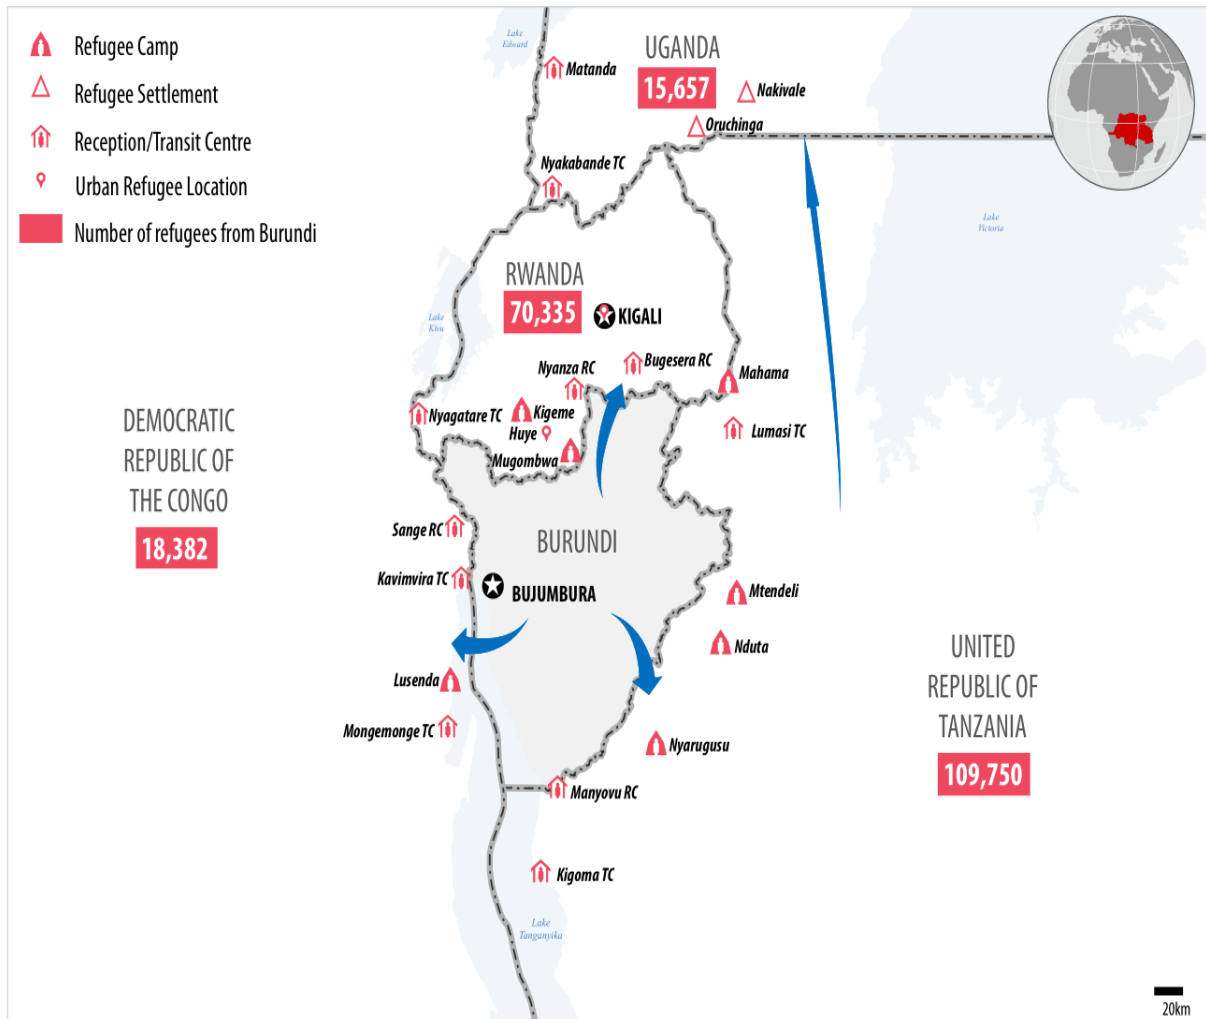 Refugee Camp
Refugee Settlement
Reception/Transit Centre
Urban Refugee Location
Number of refugees from Burundi
Lake
Edward
Matanda
UGANDA
15,657
Nakivale
Oruchinga
Nyakabande TC
Lake
Victoria
RWANDA
70,335
KIGALI
Lake
Kivu
Nyanza RC
Bugesera RC
Mahama
Nyagatare TC
Kigeme
Huye
Mugombwa
Lumasi TC
DEMOCRATIC
REPUBLIC OF
THE CONGO
18,382
Sange RC
BURUNDI
Kavimvira TC
BUJUMBURA
Mtendeli
Nduta
Lusenda
Mongemonge TC
Nyarugusu
UNITED
REPUBLIC OF
TANZANIA
109,750
Manyovu RC
Kigoma TC
Lake
Tanganyika
20km